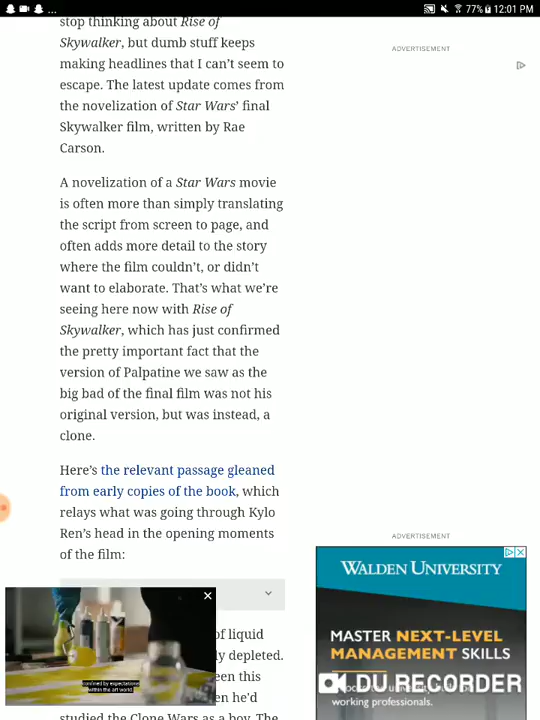 ... 77% 12:01 PM
stop thinking about Rise of
Skywalker, but dumb stuff keeps
making headlines that I can't seem to
escape. The latest update comes from
the novelization of Star Wars' final
Skywalker film, written by Rae
Carson.
A novelization of a Star Wars movie
is often more than simply translating
the script from screen to page, and
often adds more detail to the story
where the film couldn't, or didn't
want to elaborate. That's what we're
seeing here now with Rise of
Skywalker, which has just confirmed
the pretty important fact that the
version of Palpatine we saw as the
big bad of the final film was not his
original version, but was instead, a
clone.
Here's the relevant passage gleaned
from early copies of the book, which
relays what was going through Kylo
Ren's head in the opening moments
of the film:
of liquid
y depleted.
een this
en he'd
studied the Clone Wars as a boy. The
confined by expectations
within the art world.
ADVERTISEMENT
ADVERTISEMENT
WALDEN UNIVERSITY
MASTER NEXT-LEVEL
MANAGEMENT SKILLS
DU RECORDER
working professionals.